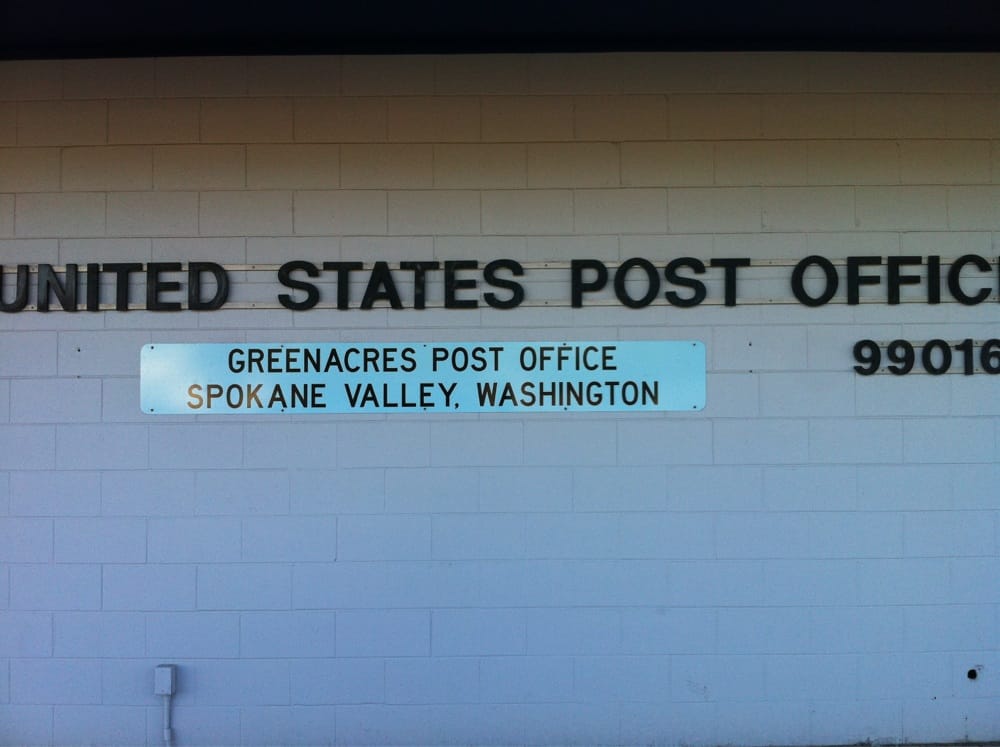 UNITED STATES POST OFFIC
GREENACRES POST OFFICE
SPOKANE VALLEY, WASHINGTON
99016